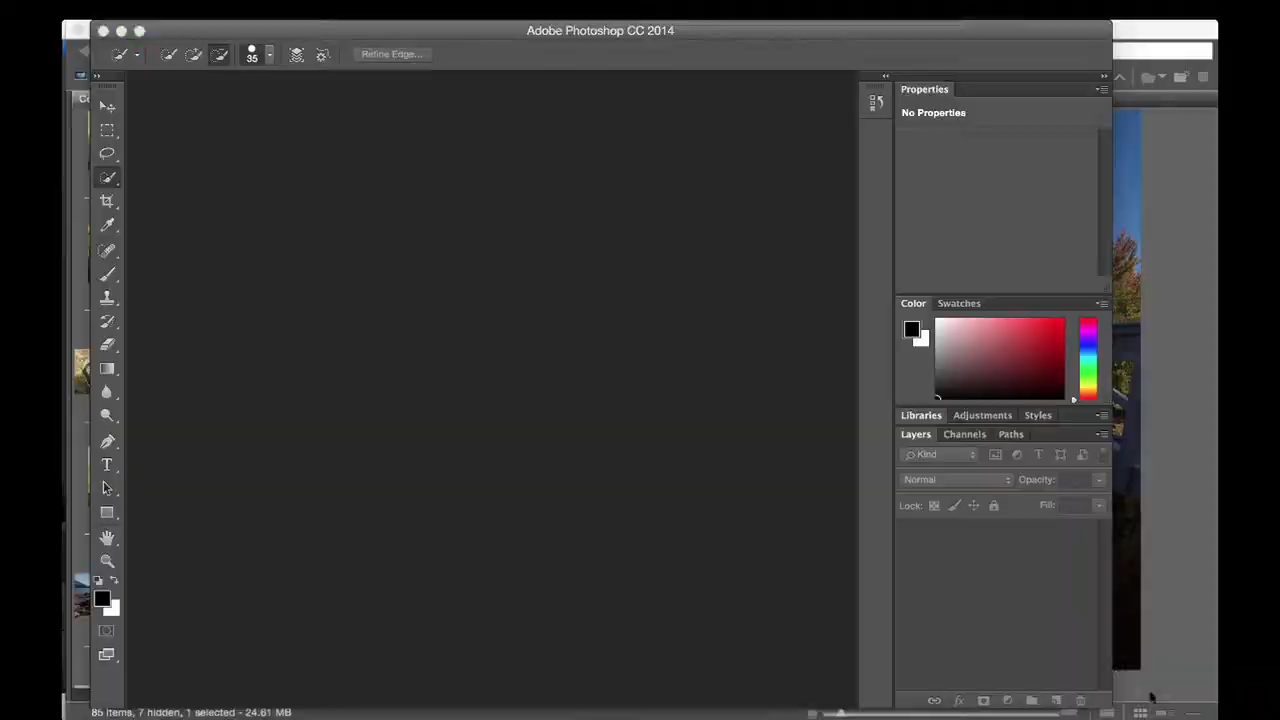 Adobe Photoshop CC 2014
35
Refine Edge...
Properties
No Properties
Color Swatches
Libraries Adjustments Styles
Layers Channels Paths
Kind
Normal Opacity:
Lock: Fill:
85 items, 7 hidden, 1 selected - 24.61 MB